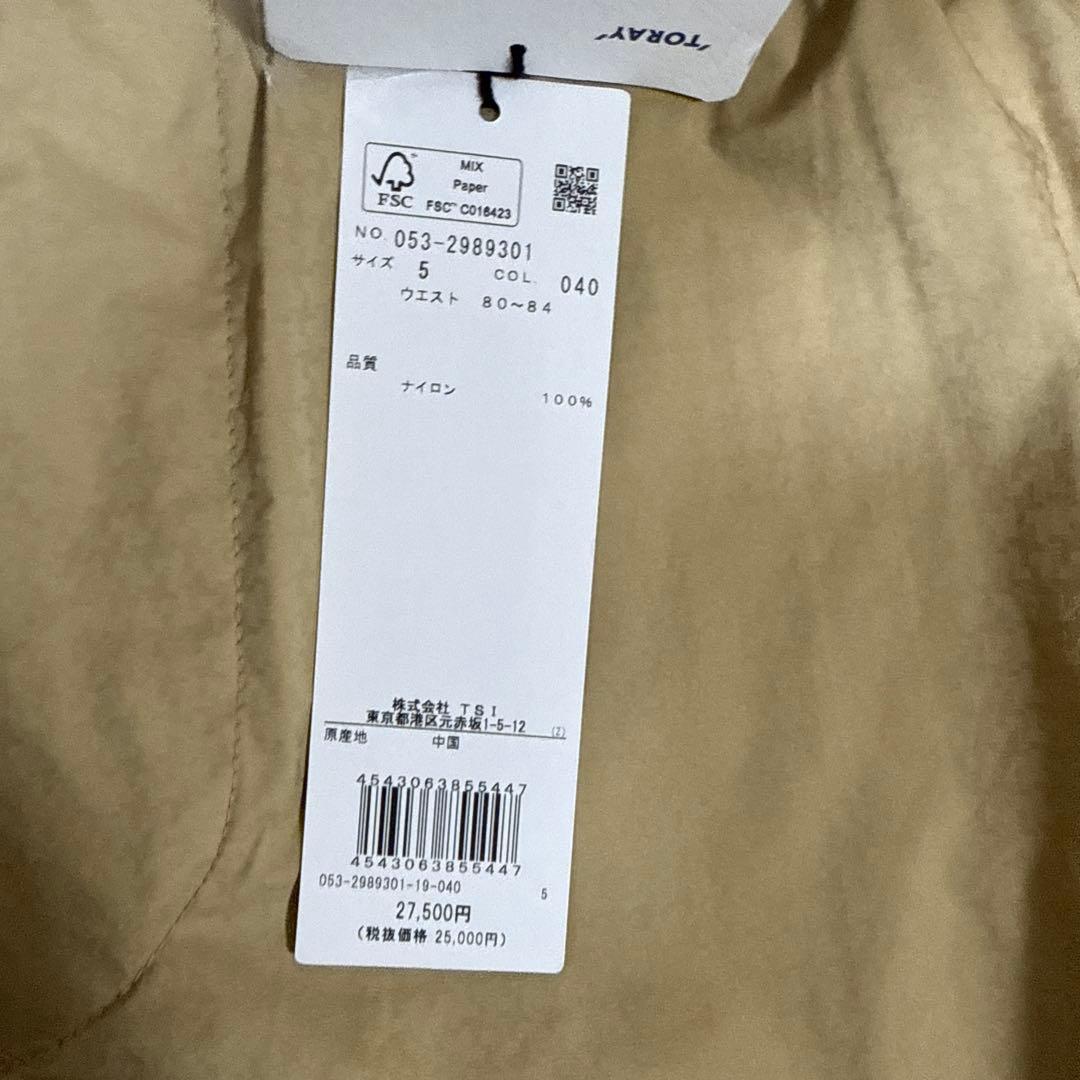 "TORAY"
MIX
Paper
FSC™ C016423
FSC
NO. 053-2989301
サイズ 5 COL. 040
ウエスト 80~84
品質
ナイロン 100%
株式会社 TSI
東京都港区元赤坂1-5-12 (Z)
原産地 中国
4543063855447
4543063855447
053-2989301-19-040 5
27,500円
(税抜価格 25,000円)